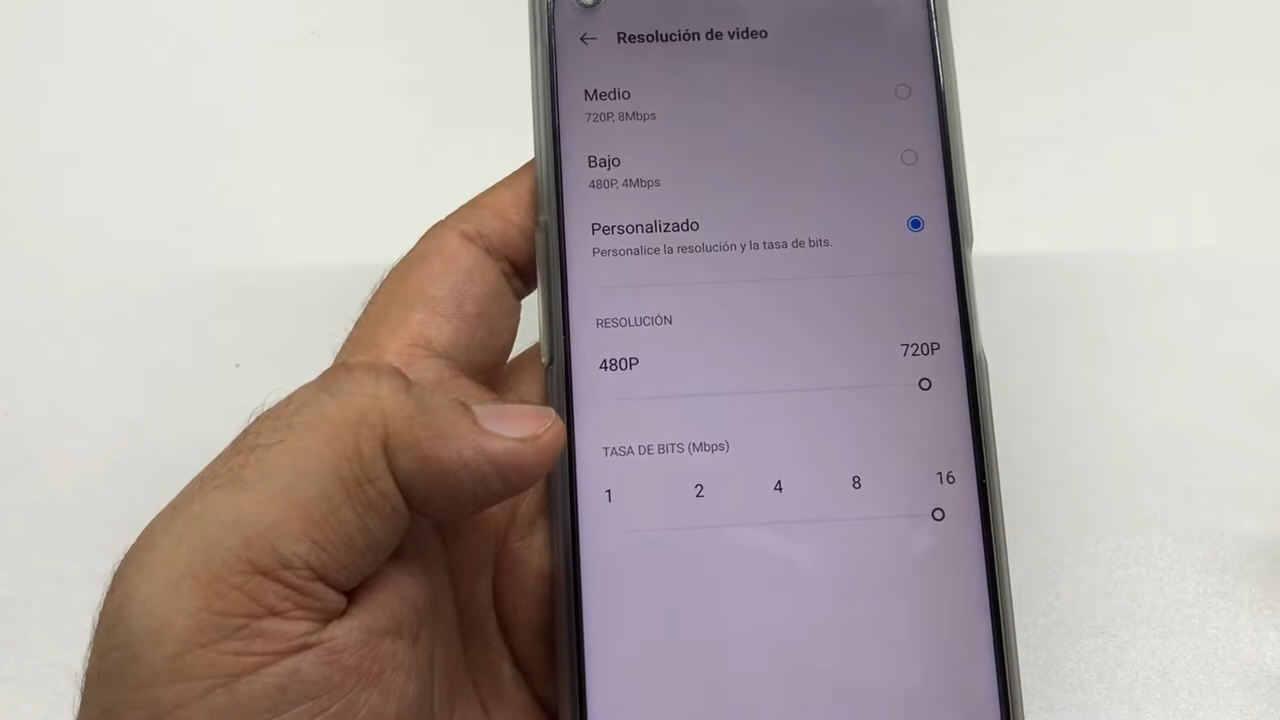 Resolución de video
Medio
720P, 8Mbps
Bajo
480P, 4Mbps
Personalizado
Personalice la resolución y la tasa de bits.
RESOLUCIÓN
480P 720P
TASA DE BITS (Mbps)
1 2 4 8 16